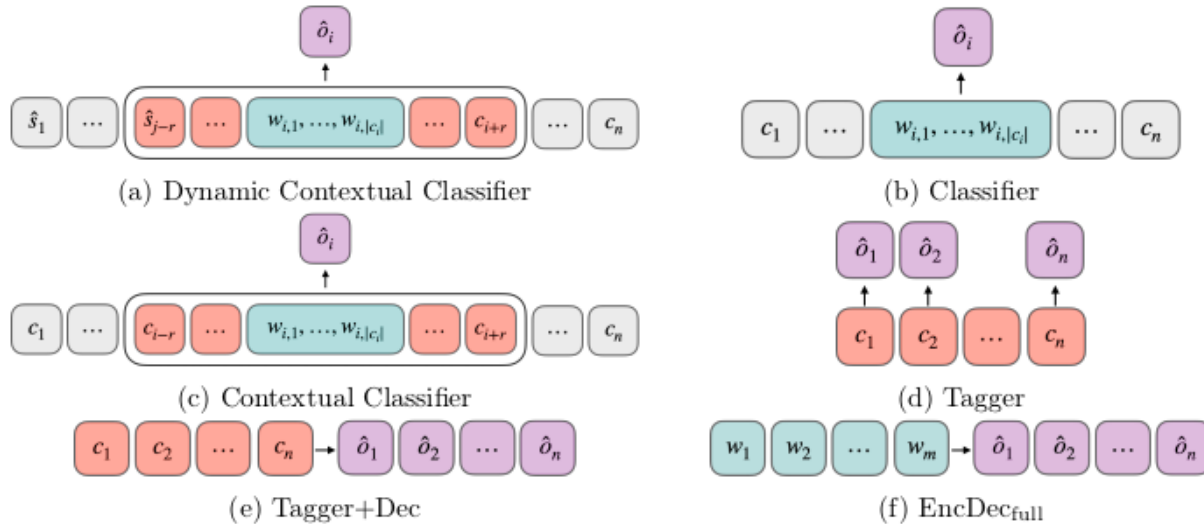 ô_i ô_i
ŝ_1 ... ŝ_{j−r} ... w_{i,1}, ..., w_{i,|c_i|} ... c_{i+r} ... c_n c_1 ... w_{i,1}, ..., w_{i,|c_i|} ... c_n
(a) Dynamic Contextual Classifier (b) Classifier
ô_i ô_1 ô_2 ô_n
c_1 ... c_{i−r} ... w_{i,1}, ..., w_{i,|c_i|} ... c_{i+r} ... c_n c_1 c_2 ... c_n
(c) Contextual Classifier (d) Tagger
c_1 c_2 ... c_n ô_1 ô_2 ... ô_n w_1 w_2 ... w_m ô_1 ô_2 ... ô_n
(e) Tagger+Dec (f) EncDec_{full}